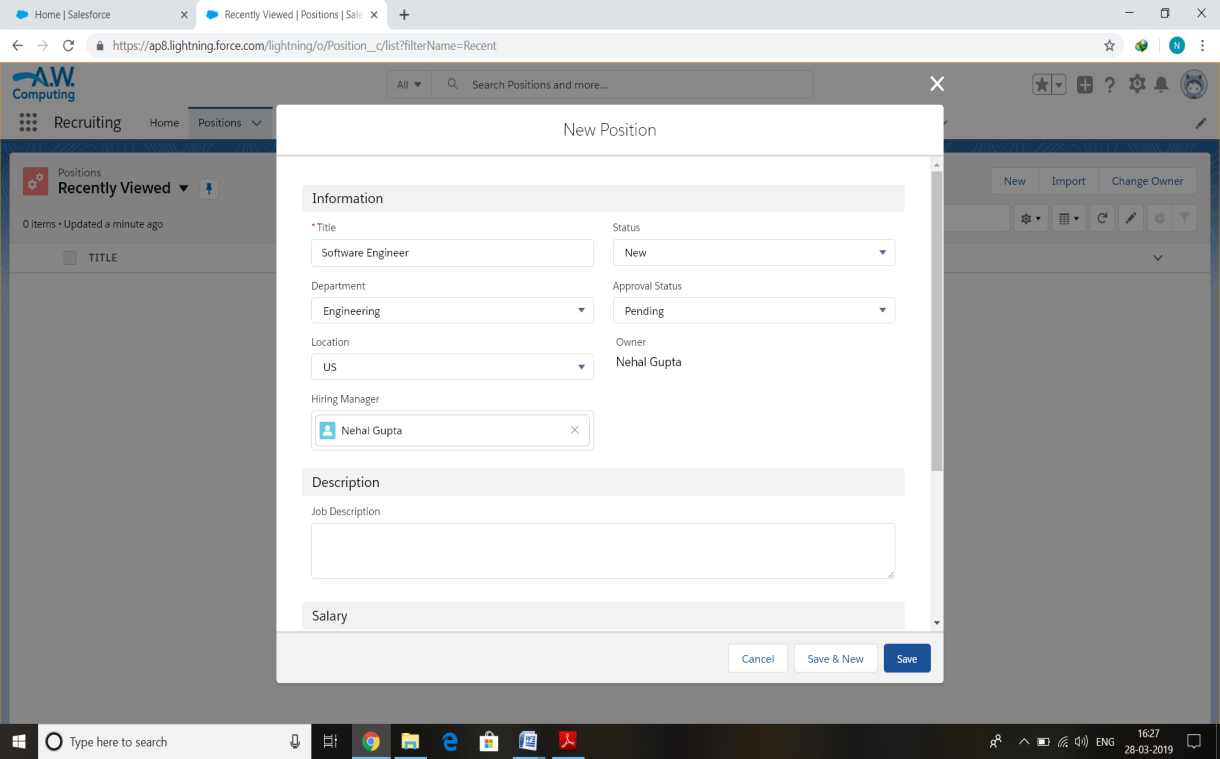 Home | Salesforce
Recently Viewed | Positions | Sale
https://ap8.lightning.force.com/lightning/o/Position__c/list?filterName=Recent
N
A.W.
Computing
All
Search Positions and more...
Recruiting
Home
Positions
Positions
Recently Viewed
0 items • Updated a minute ago
New
Import
Change Owner
TITLE
New Position
Information
* Title
Status
Software Engineer
New
Department
Approval Status
Engineering
Pending
Location
Owner
US
Nehal Gupta
Hiring Manager
Nehal Gupta
Description
Job Description
Salary
Cancel
Save & New
Save
Type here to search
ENG
16:27
28-03-2019